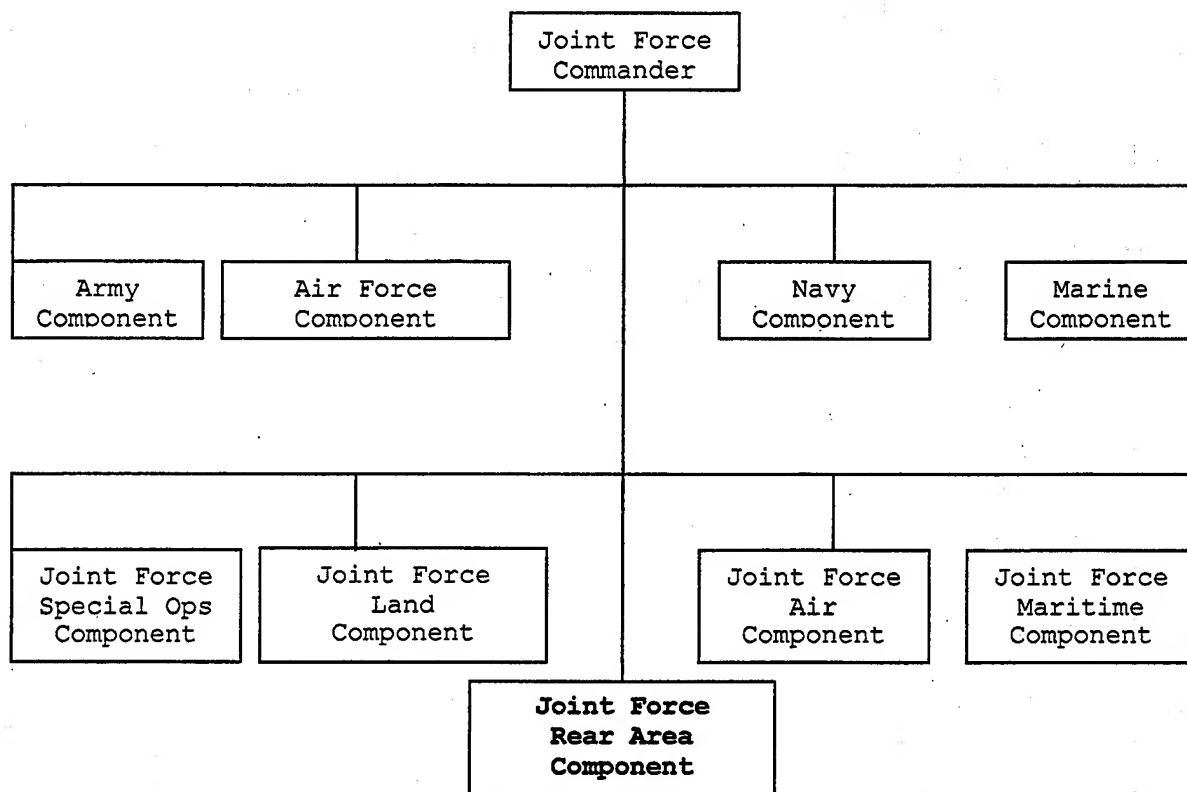 Joint Force
Commander
Army
Component
Air Force
Component
Navy
Component
Marine
Component
Joint Force
Special Ops
Component
Joint Force
Land
Component
Joint Force
Air
Component
Joint Force
Maritime
Component
Joint Force
Rear Area
Component